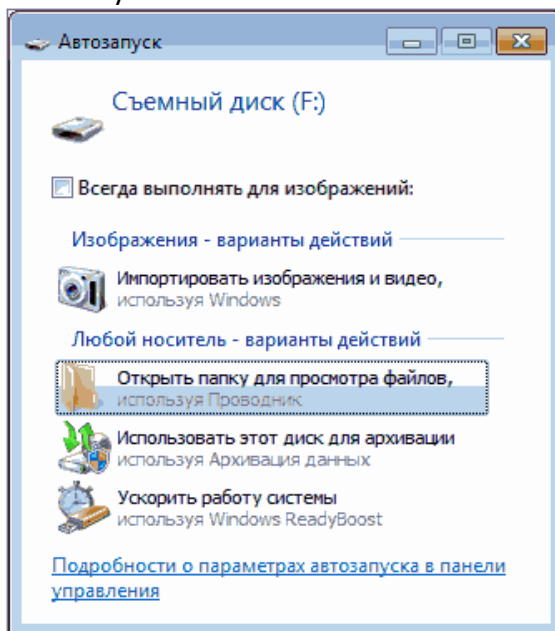 Автозапуск
Съемный диск (F:)
Всегда выполнять для изображений:
Изображения - варианты действий
Импортировать изображения и видео,
используя Windows
Любой носитель - варианты действий
Открыть папку для просмотра файлов,
используя Проводник
Использовать этот диск для архивации
используя Архивация данных
Ускорить работу системы
используя Windows ReadyBoost
Подробности о параметрах автозапуска в панели
управления